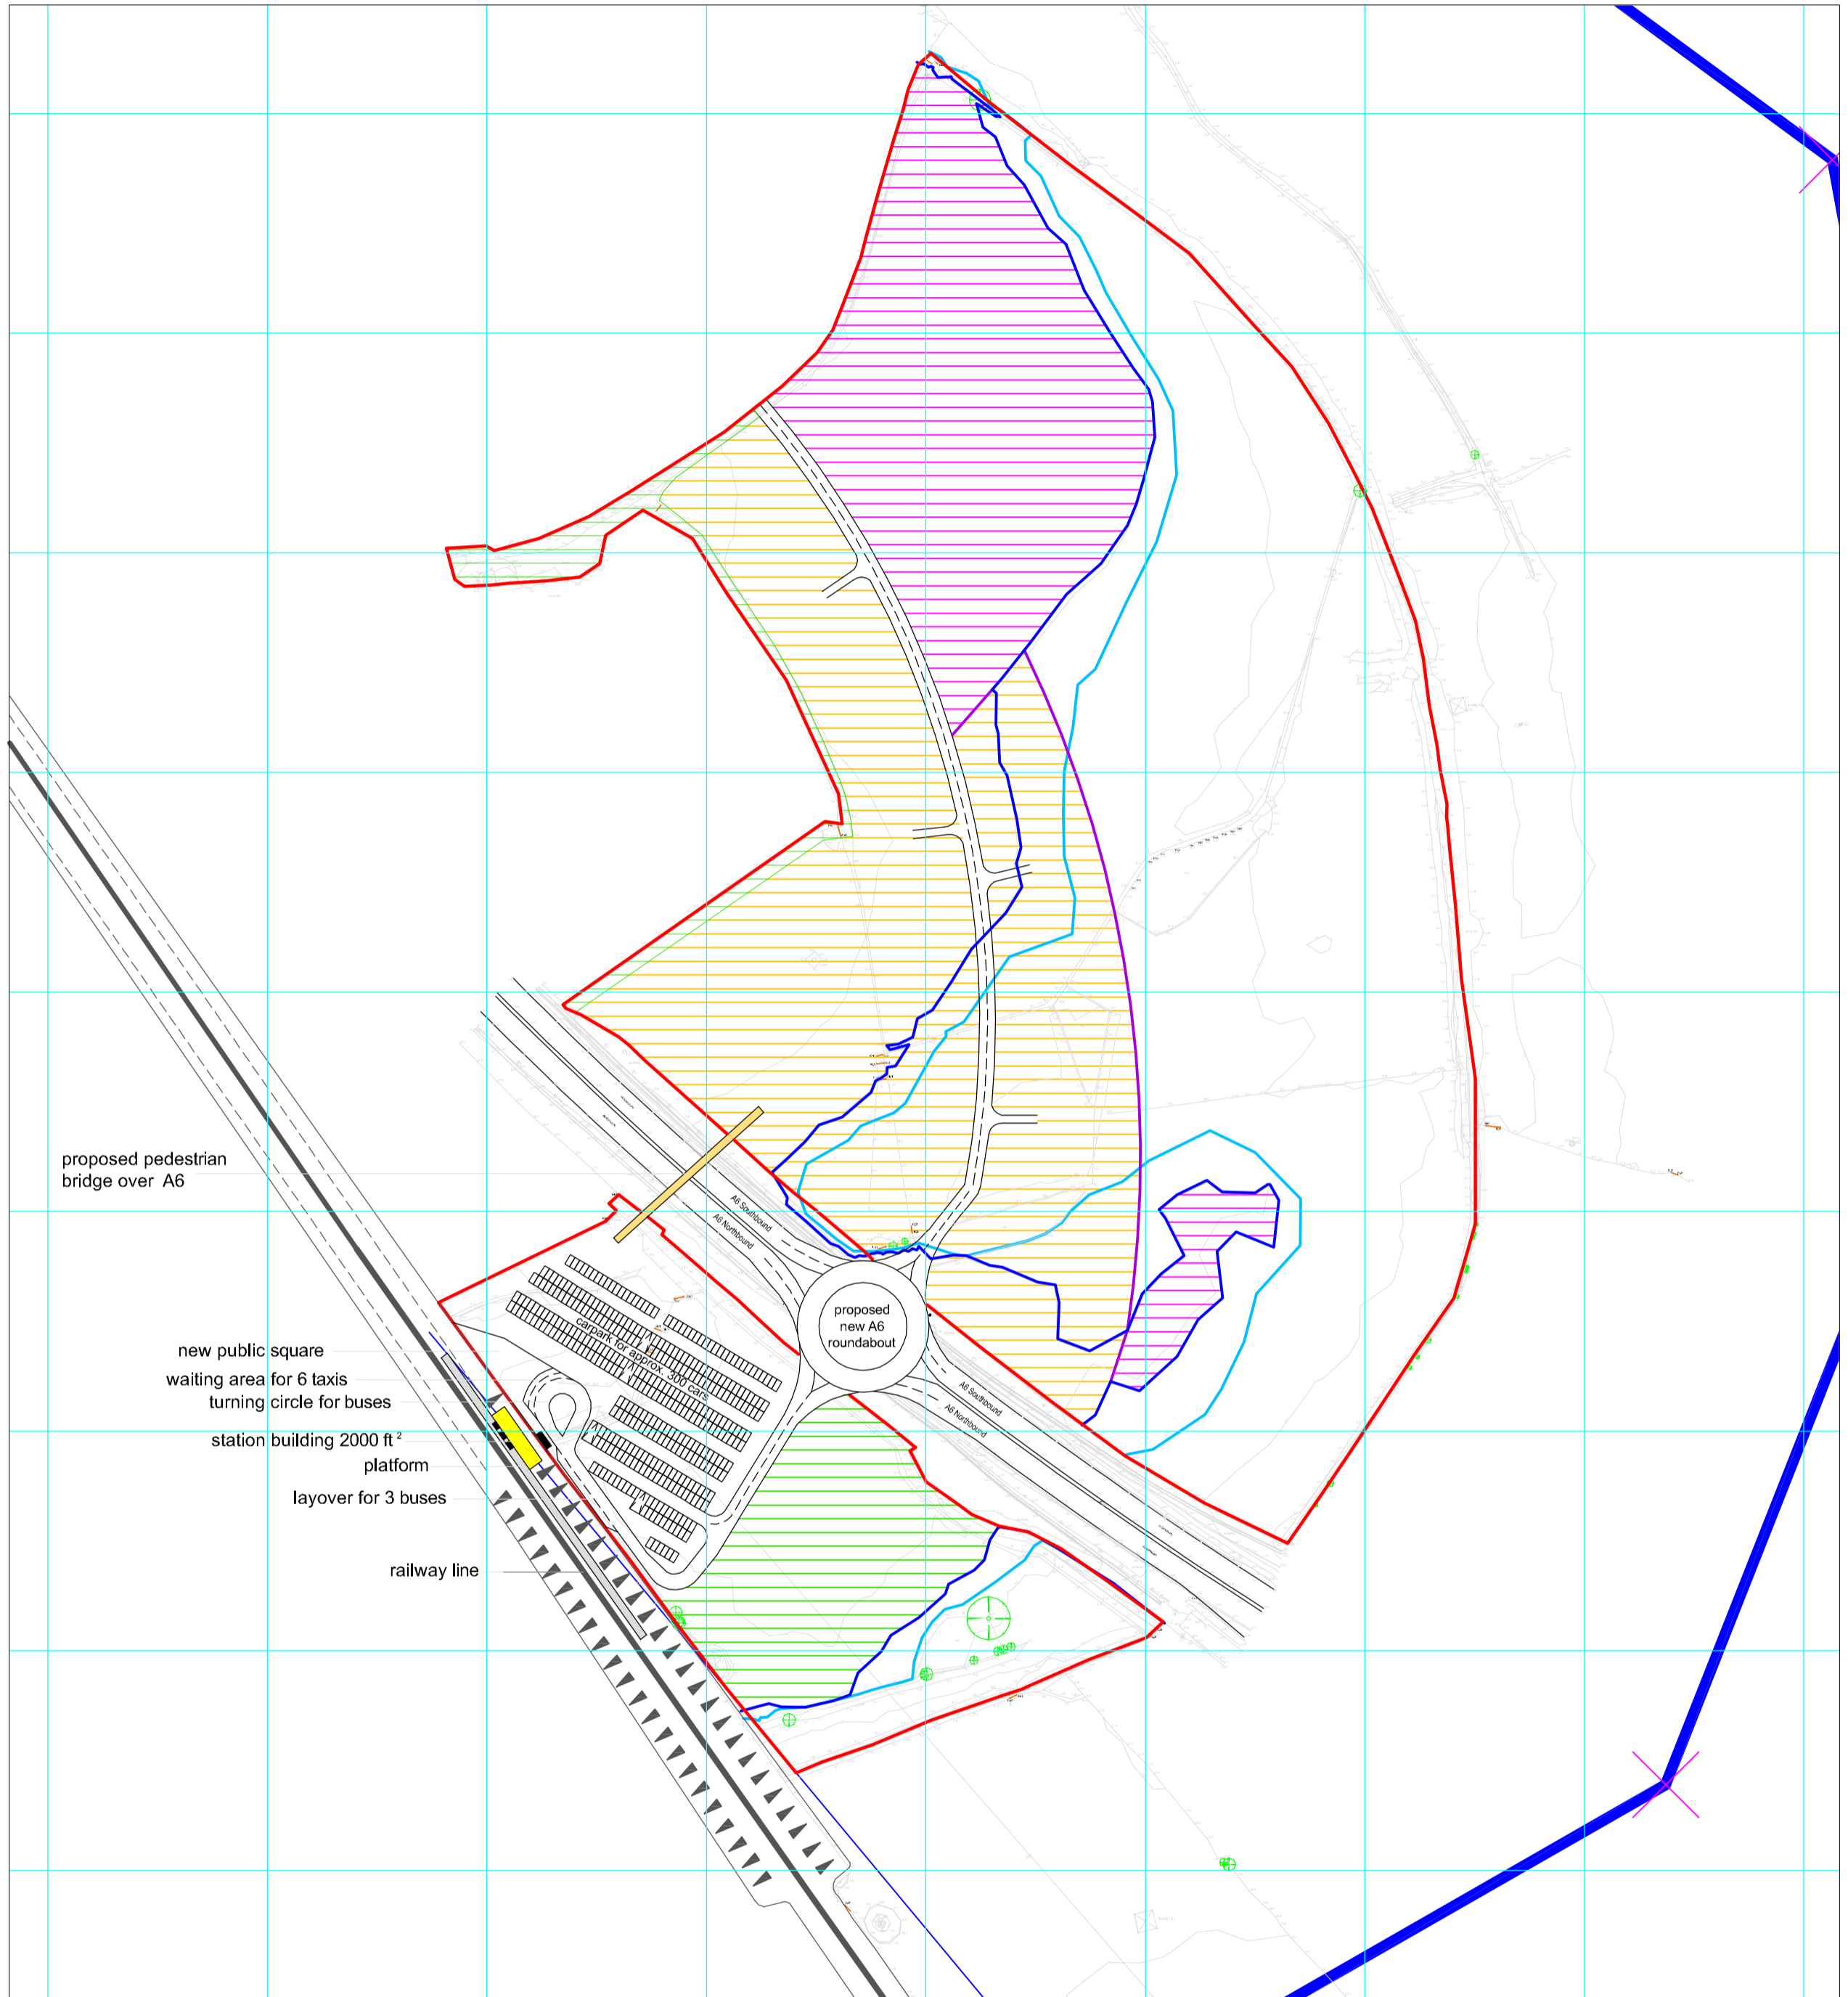 proposed pedestrian
bridge over A6
A6 Southbound
A6 Northbound
proposed
new A6
roundabout
carpark for approx. 300 cars
new public square
waiting area for 6 taxis
turning circle for buses
station building 2000 ft²
platform
layover for 3 buses
railway line
A6 Southbound
A6 Northbound